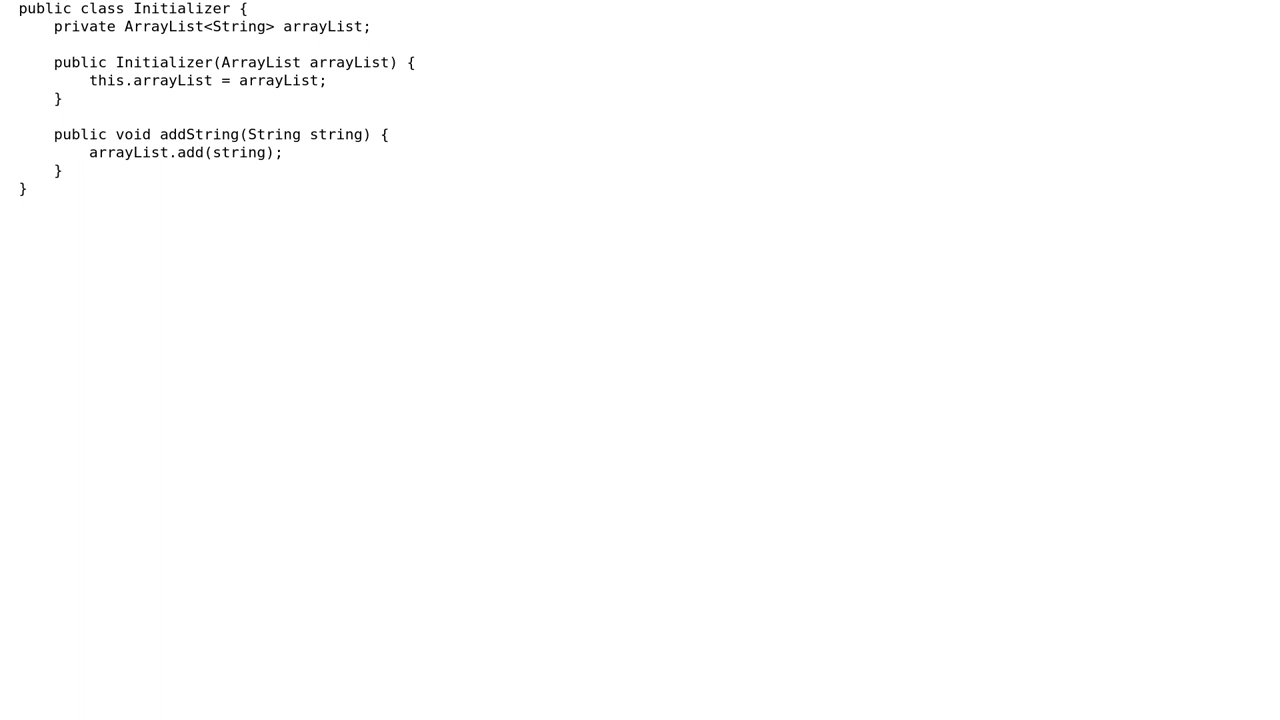 public class Initializer {
    private ArrayList<String> arrayList;

    public Initializer(ArrayList arrayList) {
        this.arrayList = arrayList;
    }

    public void addString(String string) {
        arrayList.add(string);
    }
}